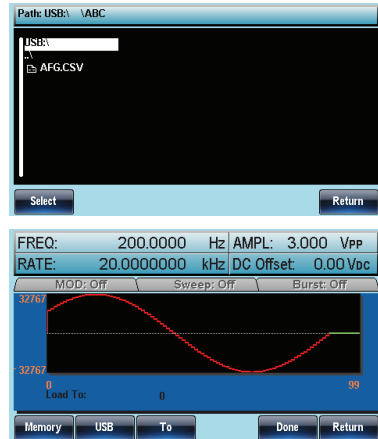 Path: USB:\ \ABC
USB:\
..\
AFG.CSV
Select Return
FREQ: 200.0000 Hz AMPL: 3.000 VPP
RATE: 20.0000000 kHz DC Offset: 0.00 VDC
MOD: Off Sweep: Off Burst: Off
32767
- 32767
0 99
Load To: 0
Memory USB To Done Return